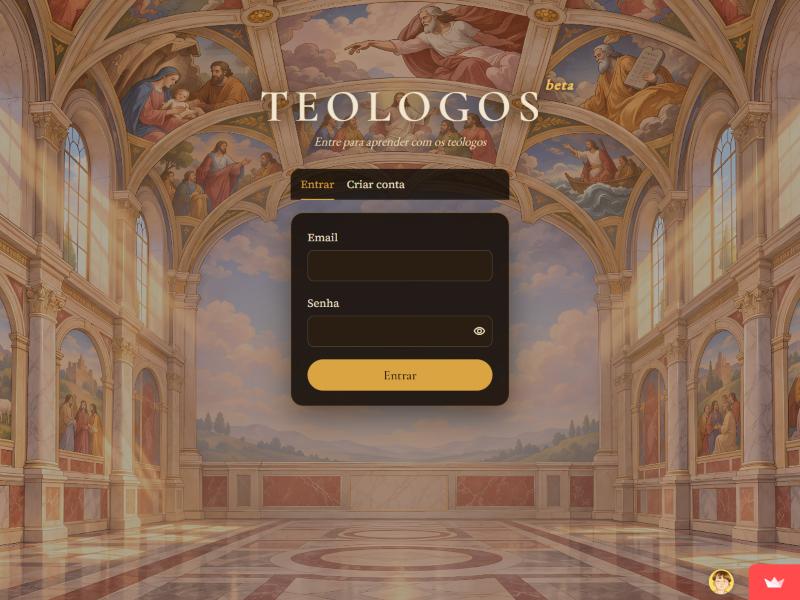 TEOLOGOS beta
Entre para aprender com os teólogos
Entrar Criar conta
Email
Senha
Entrar